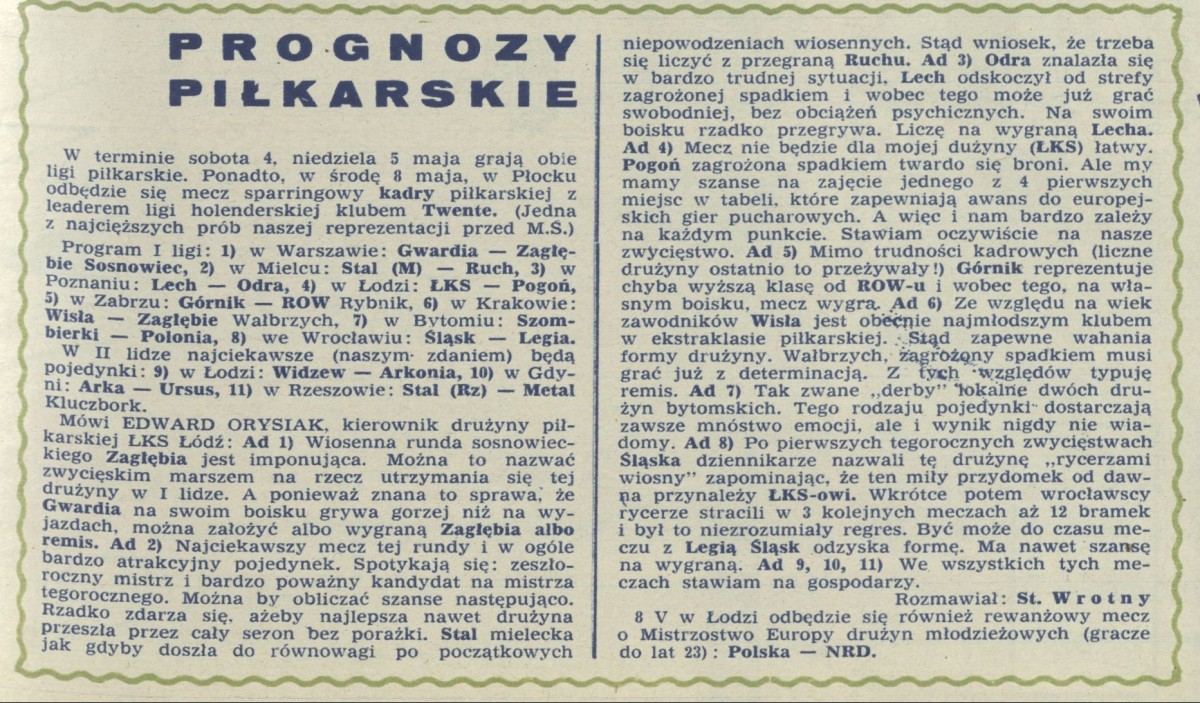 PROGNOZY
PIŁKARSKIE
W terminie sobota 4, niedziela 5 maja grają obie
ligi piłkarskie. Ponadto, w środę 8 maja, w Płocku
odbędzie się mecz sparringowy kadry piłkarskiej z
leaderem ligi holenderskiej klubem Twente. (Jedna
z najcięższych prób naszej reprezentacji przed M.Ś.)
Program I ligi: 1) w Warszawie: Gwardia — Zagłę-
bie Sosnowiec, 2) w Mielcu: Stal (M) — Ruch, 3) w
Poznaniu: Lech — Odra, 4) w Łodzi: ŁKS — Pogoń,
5) w Zabrzu: Górnik — ROW Rybnik, 6) w Krakowie:
Wisła — Zagłębie Wałbrzych, 7) w Bytomiu: Szom-
bierki — Polonia, 8) we Wrocławiu: Śląsk — Legia.
W II lidze najciekawsze (naszym zdaniem) będą
pojedynki: 9) w Łodzi: Widzew — Arkonia, 10) w Gdy-
ni: Arka — Ursus, 11) w Rzeszowie: Stal (Rz) — Metal
Kluczbork.
Mówi EDWARD ORYSIAK, kierownik drużyny pił-
karskiej ŁKS Łódź: Ad 1) Wiosenna runda sosnowiec-
kiego Zagłębia jest imponująca. Można to nazwać
zwycięskim marszem na rzecz utrzymania się tej
drużyny w I lidze. A ponieważ znana to sprawa, że
Gwardia na swoim boisku grywa gorzej niż na wy-
jazdach, można założyć albo wygraną Zagłębia albo
remis. Ad 2) Najciekawszy mecz tej rundy i w ogóle
bardzo atrakcyjny pojedynek. Spotykają się: zeszło-
roczny mistrz i bardzo poważny kandydat na mistrza
tegorocznego. Można by obliczać szanse następująco.
Rzadko zdarza się, ażeby najlepsza nawet drużyna
przeszła przez cały sezon bez porażki. Stal mielecka
jak gdyby doszła do równowagi po początkowych
niepowodzeniach wiosennych. Stąd wniosek, że trzeba
się liczyć z przegraną Ruchu. Ad 3) Odra znalazła się
w bardzo trudnej sytuacji. Lech odskoczył od strefy
zagrożonej spadkiem i wobec tego może już grać
swobodniej, bez obciążeń psychicznych. Na swoim
boisku rzadko przegrywa. Liczę na wygraną Lecha.
Ad 4) Mecz nie będzie dla mojej dużyny (ŁKS) łatwy.
Pogoń zagrożona spadkiem twardo się broni. Ale my
mamy szanse na zajęcie jednego z 4 pierwszych
miejsc w tabeli, które zapewniają awans do europej-
skich gier pucharowych. A więc i nam bardzo zależy
na każdym punkcie. Stawiam oczywiście na nasze
zwycięstwo. Ad 5) Mimo trudności kadrowych (liczne
drużyny ostatnio to przeżywały!) Górnik reprezentuje
chyba wyższą klasę od ROW-u i wobec tego, na wła-
snym boisku, mecz wygra. Ad 6) Ze względu na wiek
zawodników Wisła jest obecnie najmłodszym klubem
w ekstraklasie piłkarskiej. Stąd zapewne wahania
formy drużyny. Wałbrzych, zagrożony spadkiem musi
grać już z determinacją. Z tych względów typuję
remis. Ad 7) Tak zwane „derby” lokalne dwóch dru-
żyn bytomskich. Tego rodzaju pojedynki dostarczają
zawsze mnóstwo emocji, ale i wynik nigdy nie wia-
domy. Ad 8) Po pierwszych tegorocznych zwycięstwach
Śląska dziennikarze nazwali tę drużynę „rycerzami
wiosny” zapominając, że ten miły przydomek od daw-
na przynależy ŁKS-owi. Wkrótce potem wrocławscy
rycerze stracili w 3 kolejnych meczach aż 12 bramek
i był to niezrozumiały regres. Być może do czasu me-
czu z Legią Śląsk odzyska formę. Ma nawet szansę
na wygraną. Ad 9, 10, 11) We wszystkich tych me-
czach stawiam na gospodarzy.
Rozmawiał: St. Wrotny
8 V w Łodzi odbędzie się również rewanżowy mecz
o Mistrzostwo Europy drużyn młodzieżowych (gracze
do lat 23): Polska — NRD.